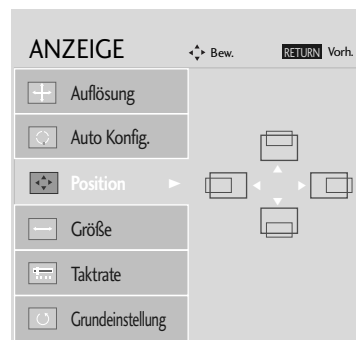 ANZEIGE Bew. RETURN Vorh.
Auflösung
Auto Konfig.
Position
Größe
Taktrate
Grundeinstellung